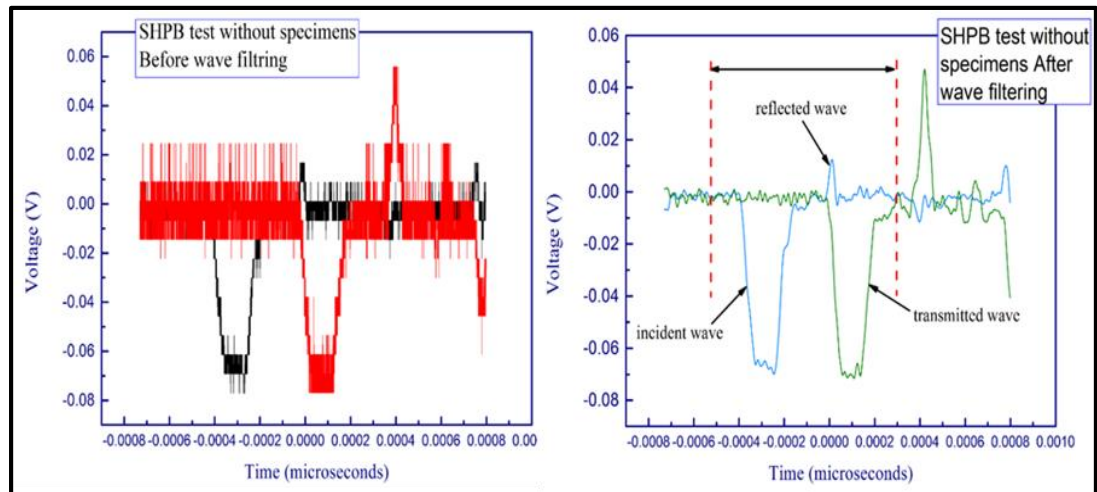 SHPB test without specimens
Before wave filtring
0.06
0.04
0.02
0.00
-0.02
-0.04
-0.06
-0.08
Voltage (V)
-0.0008 -0.0006 -0.0004 -0.0002 0.0000 0.0002 0.0004 0.0006 0.0008 0.00
Time (microseconds)
SHPB test without
specimens After
wave filtering
0.06
0.04
0.02
0.00
-0.02
-0.04
-0.06
-0.08
Voltage (V)
reflected wave
incident wave
transmitted wave
-0.0008 -0.0006 -0.0004 -0.0002 0.0000 0.0002 0.0004 0.0006 0.0008 0.0010
Time (microseconds)